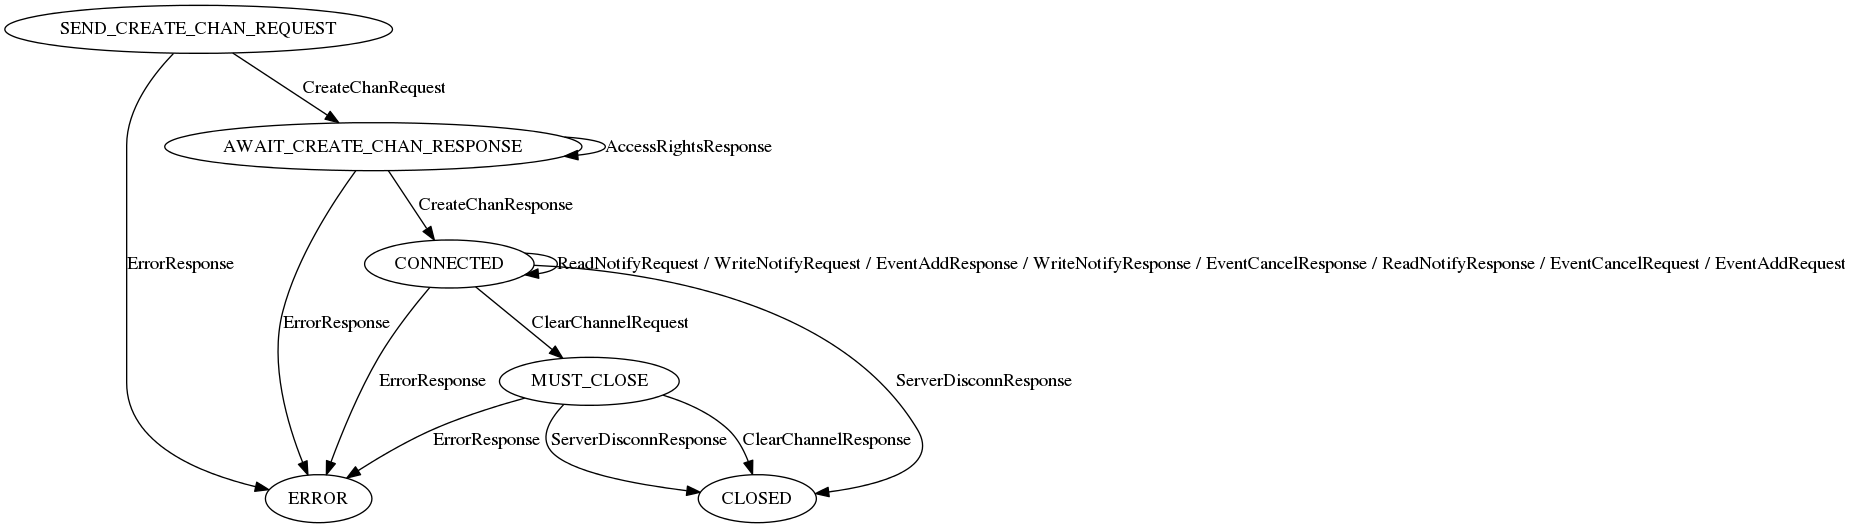 SEND_CREATE_CHAN_REQUEST
CreateChanRequest
AWAIT_CREATE_CHAN_RESPONSE
AccessRightsResponse
CreateChanResponse
ErrorResponse
CONNECTED
ReadNotifyRequest / WriteNotifyRequest / EventAddResponse / WriteNotifyResponse / EventCancelResponse / ReadNotifyResponse / EventCancelRequest / EventAddRequest
ErrorResponse
ClearChannelRequest
ErrorResponse
MUST_CLOSE
ServerDisconnResponse
ErrorResponse
ServerDisconnResponse
ClearChannelResponse
ERROR
CLOSED